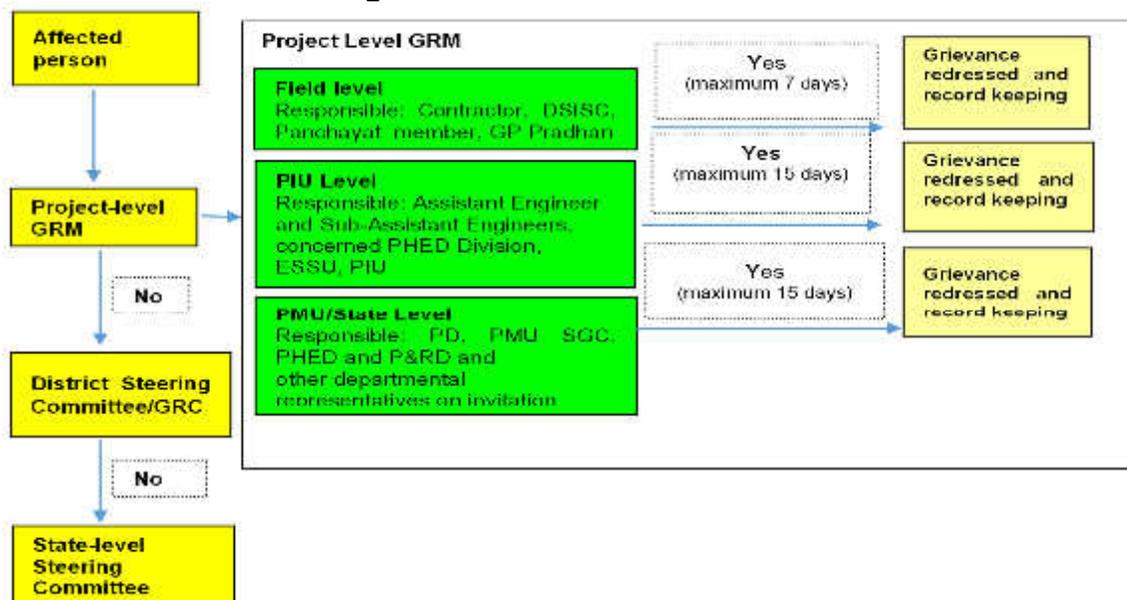 Affected
person
Project-level
GRM
No
District Steering
Committee/GRC
No
State-level
Steering
Committee
Project Level GRM
Field level
Responsible: Contractor, DSISC,
Panchayat member, GP Pradhan
Yes
(maximum 7 days)
Grievance
redressed and
record keeping
PIU Level
Responsible: Assistant Engineer
and Sub-Assistant Engineers,
concerned PHED Division,
ESSU, PIU
Yes
(maximum 15 days)
Grievance
redressed and
record keeping
PMU/State Level
Responsible: PD, PMU SGC,
PHED and P&RD and
other departmental
representatives on invitation
Yes
(maximum 15 days)
Grievance
redressed and
record keeping